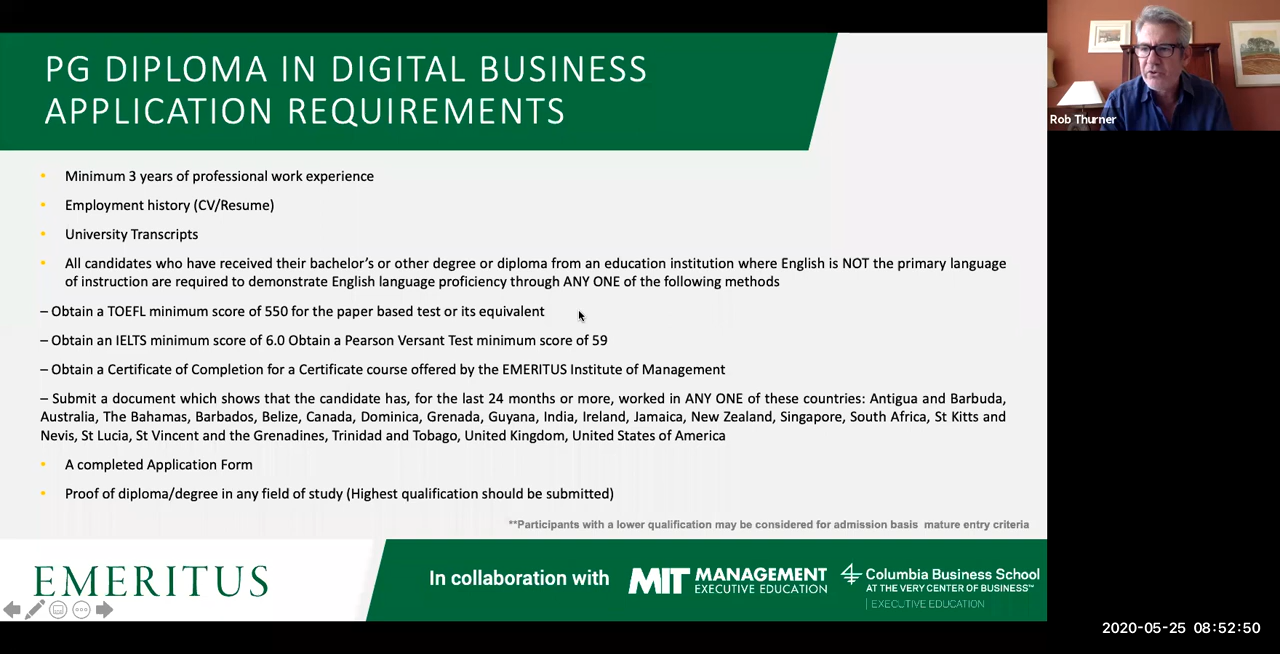 PG DIPLOMA IN DIGITAL BUSINESS
APPLICATION REQUIREMENTS
Rob Thurner
• Minimum 3 years of professional work experience
• Employment history (CV/Resume)
• University Transcripts
• All candidates who have received their bachelor's or other degree or diploma from an education institution where English is NOT the primary language
of instruction are required to demonstrate English language proficiency through ANY ONE of the following methods
– Obtain a TOEFL minimum score of 550 for the paper based test or its equivalent
– Obtain an IELTS minimum score of 6.0 Obtain a Pearson Versant Test minimum score of 59
– Obtain a Certificate of Completion for a Certificate course offered by the EMERITUS Institute of Management
– Submit a document which shows that the candidate has, for the last 24 months or more, worked in ANY ONE of these countries: Antigua and Barbuda,
Australia, The Bahamas, Barbados, Belize, Canada, Dominica, Grenada, Guyana, India, Ireland, Jamaica, New Zealand, Singapore, South Africa, St Kitts and
Nevis, St Lucia, St Vincent and the Grenadines, Trinidad and Tobago, United Kingdom, United States of America
• A completed Application Form
• Proof of diploma/degree in any field of study (Highest qualification should be submitted)
**Participants with a lower qualification may be considered for admission basis mature entry criteria
EMERITUS
In collaboration with
MIT MANAGEMENT
EXECUTIVE EDUCATION
Columbia Business School
AT THE VERY CENTER OF BUSINESS™
EXECUTIVE EDUCATION
2020-05-25 08:52:50